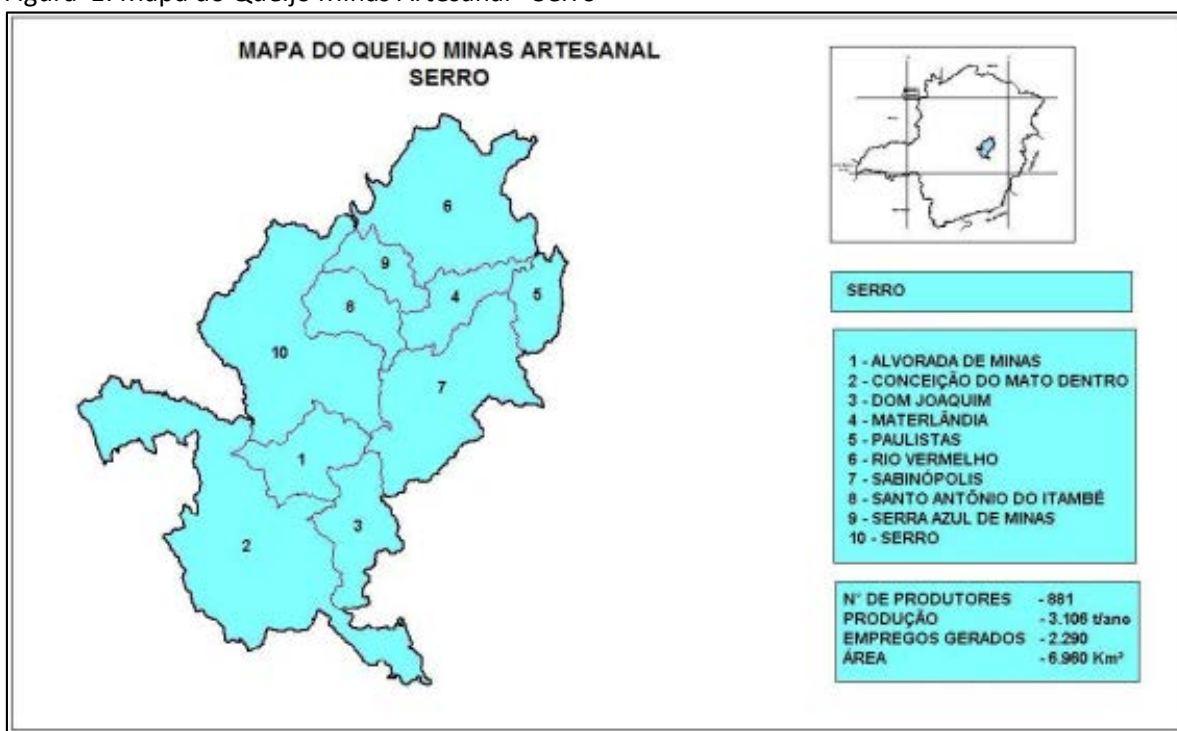 Figura 1: Mapa do Queijo Minas Artesanal - Serro
MAPA DO QUEIJO MINAS ARTESANAL
SERRO
6
9
4
5
8
10
7
1
3
2
SERRO
1 - ALVORADA DE MINAS
2 - CONCEIÇÃO DO MATO DENTRO
3 - DOM JOAQUIM
4 - MATERLÂNDIA
5 - PAULISTAS
6 - RIO VERMELHO
7 - SABINÓPOLIS
8 - SANTO ANTÔNIO DO ITAMBÉ
9 - SERRA AZUL DE MINAS
10 - SERRO
N° DE PRODUTORES - 881
PRODUÇÃO - 3.106 t/ano
EMPREGOS GERADOS - 2.290
ÁREA - 6.960 Km²